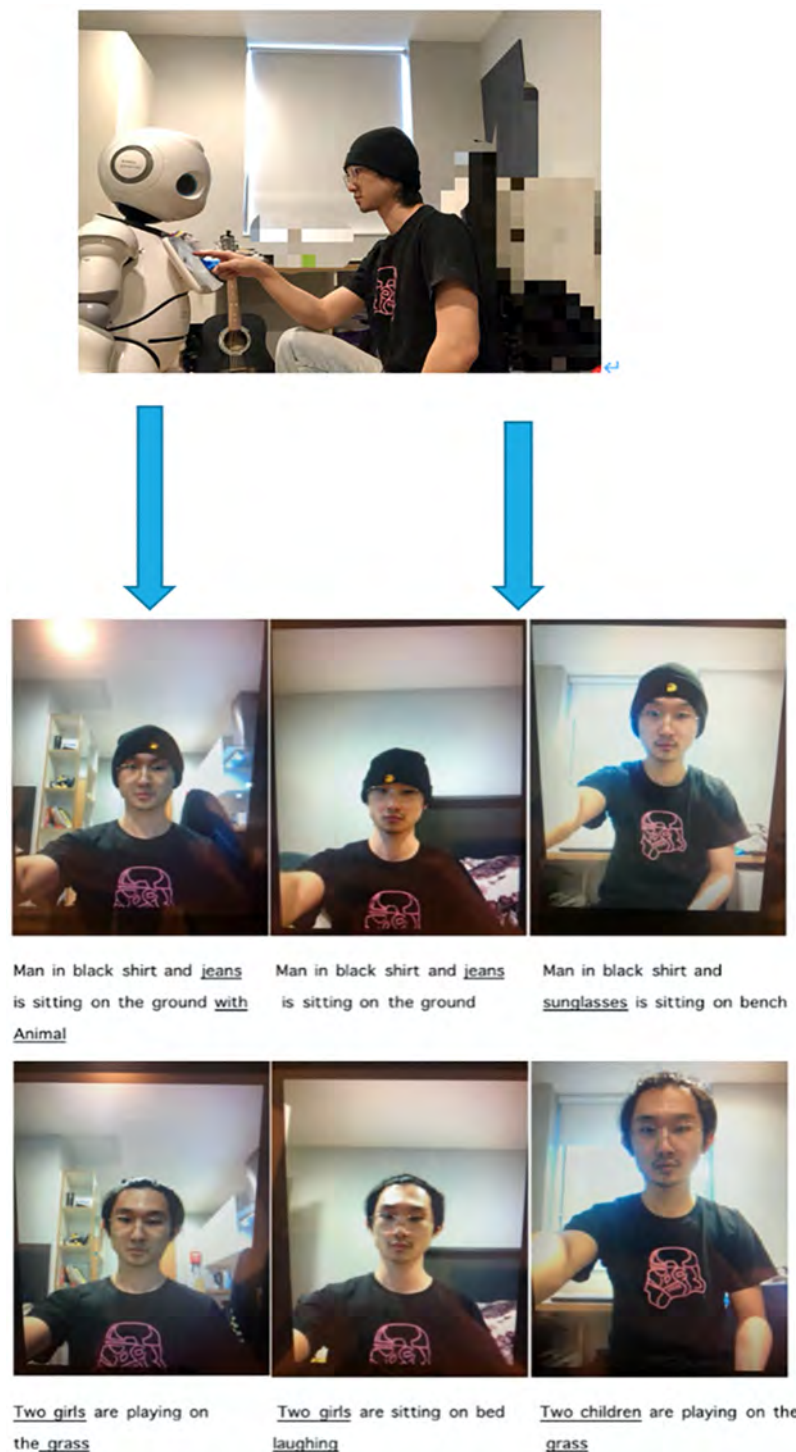 Man in black shirt and jeans
is sitting on the ground with
Animal
Man in black shirt and jeans
is sitting on the ground
Man in black shirt and
sunglasses is sitting on bench
Two girls are playing on
the grass
Two girls are sitting on bed
laughing
Two children are playing on the
grass